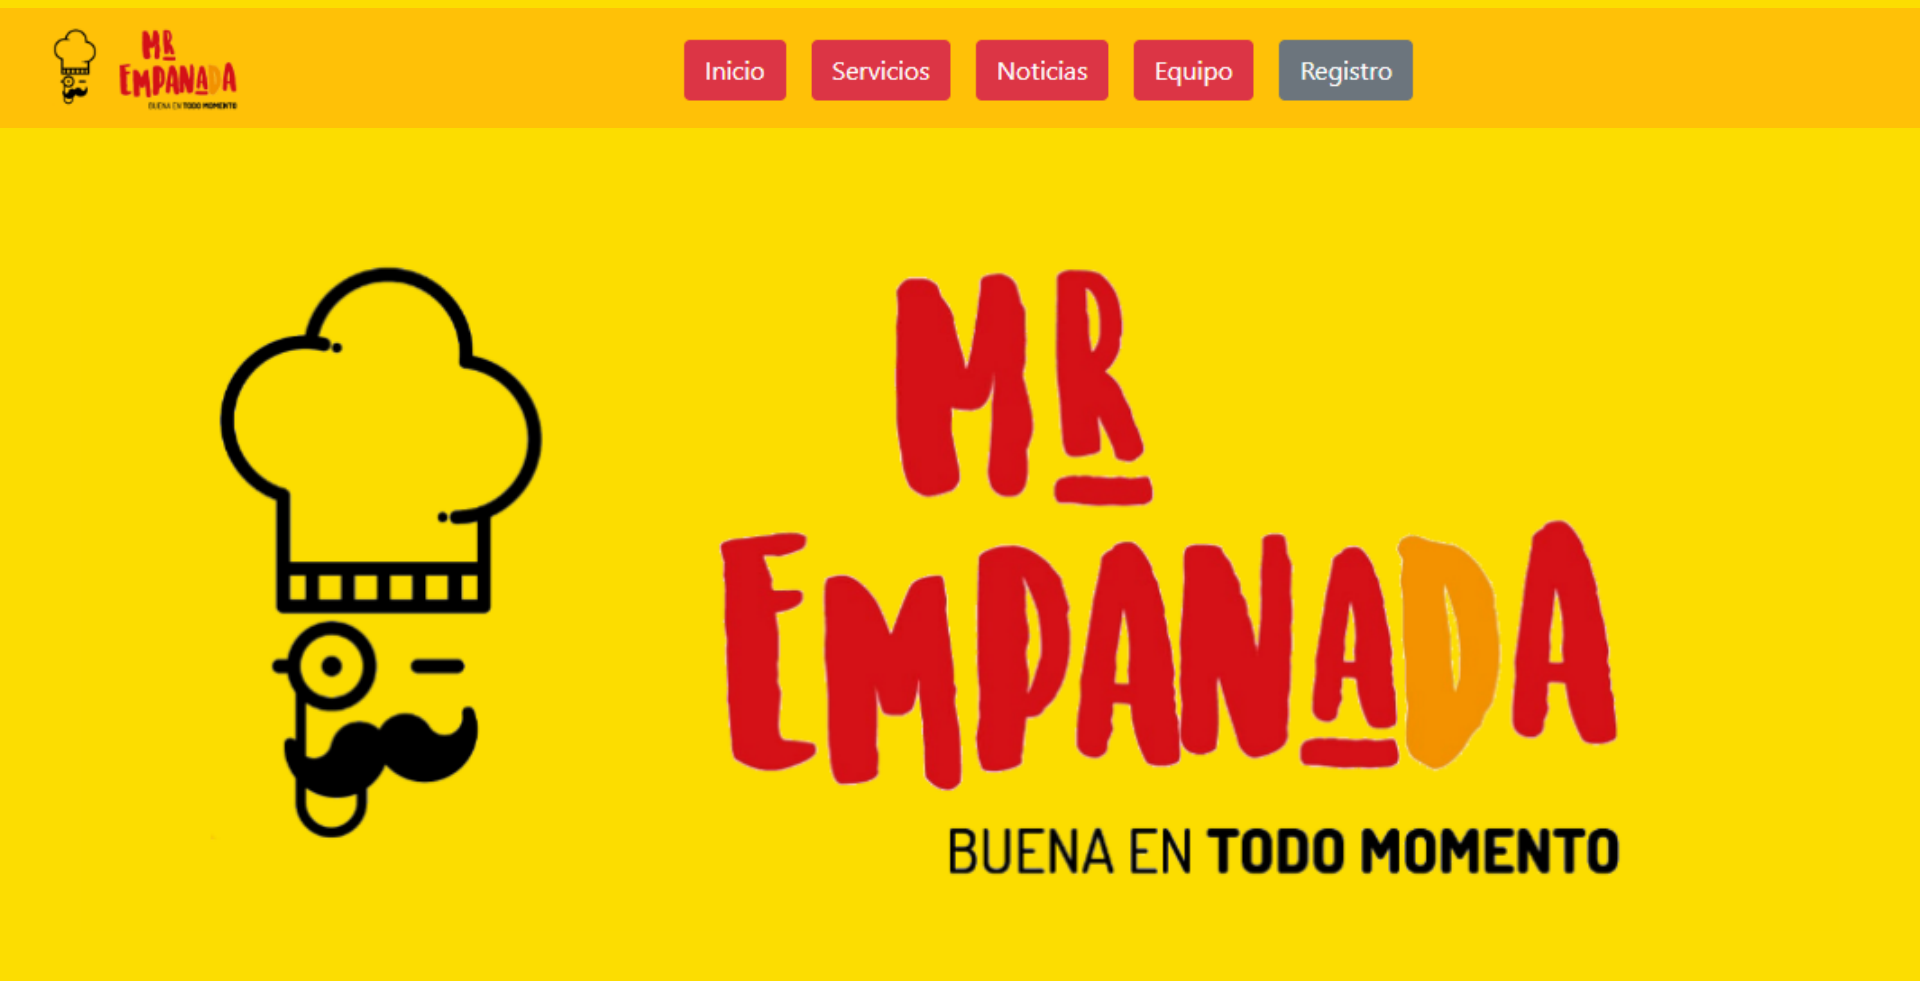 MR
EMPANADA
BUENA EN TODO MOMENTO
Inicio Servicios Noticias Equipo Registro
MR
EMPANADA
BUENA EN TODO MOMENTO